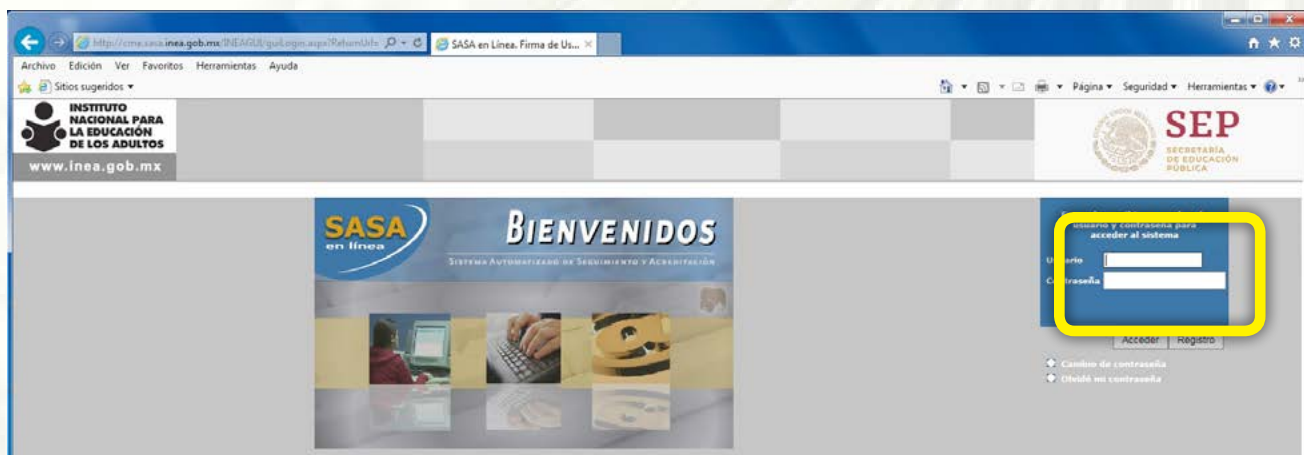 http://cme.sasa.inea.gob.mx/INEAGUI/guiLogin.aspx?ReturnUrl=
SASA en Línea. Firma de Us...
Archivo Edición Ver Favoritos Herramientas Ayuda
Sitios sugeridos
Página Seguridad Herramientas
INSTITUTO
NACIONAL PARA
LA EDUCACIÓN
DE LOS ADULTOS
www.inea.gob.mx
SEP
SECRETARÍA
DE EDUCACIÓN
PÚBLICA
SASA
en línea
BIENVENIDOS
SISTEMA AUTOMATIZADO DE SEGUIMIENTO Y ACREDITACIÓN
usuario y contraseña para
acceder al sistema
Usuario
Contraseña
Acceder Registro
Cambio de contraseña
Olvidé mi contraseña